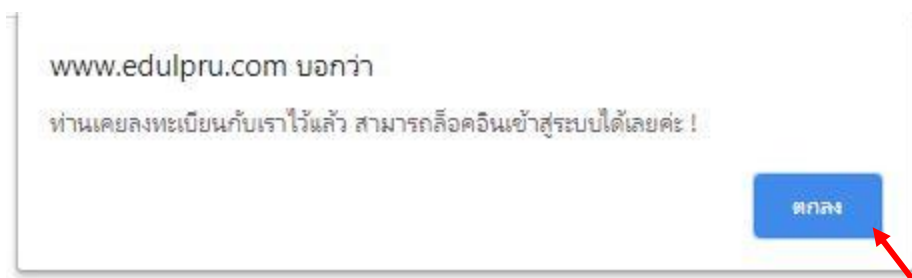 www.edulpru.com บอกว่า
ท่านเคยลงทะเบียนกับเราไว้แล้ว สามารถล็อคอินเข้าสู่ระบบได้เลยค่ะ !
ตกลง